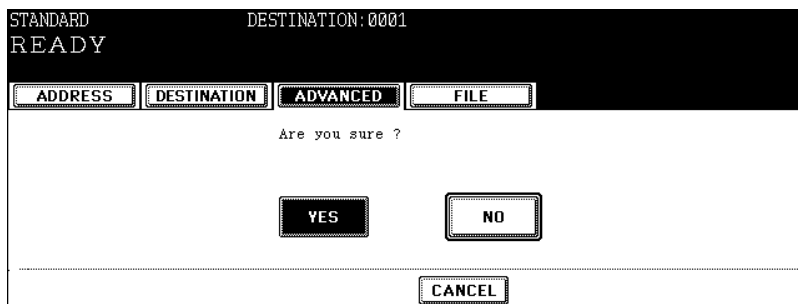 STANDARD DESTINATION:0001
READY
ADDRESS DESTINATION ADVANCED FILE
Are you sure ?
YES NO
CANCEL